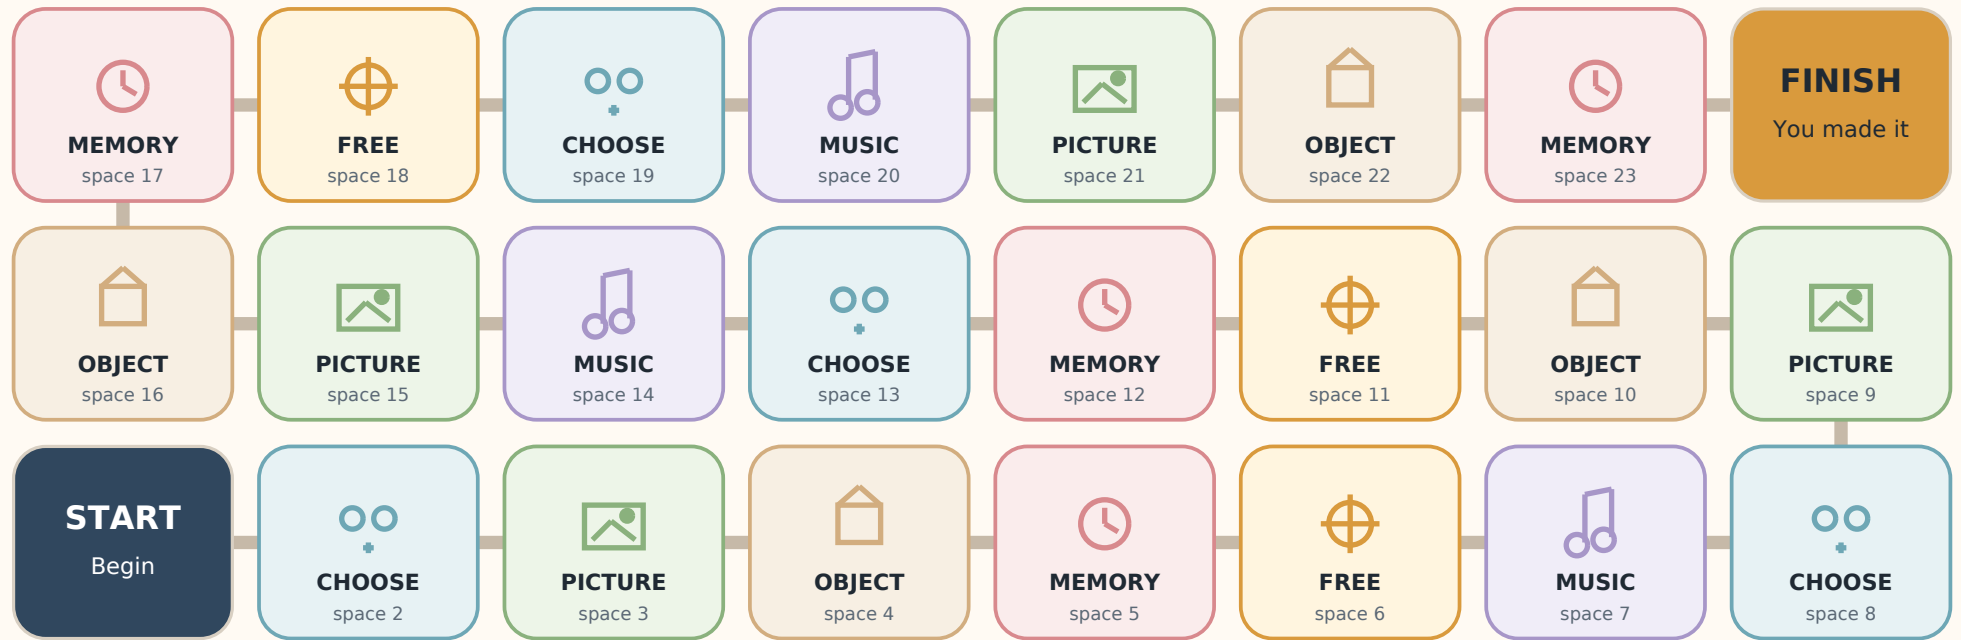 MEMORY
space 17
FREE
space 18
CHOOSE
space 19
MUSIC
space 20
PICTURE
space 21
OBJECT
space 22
MEMORY
space 23
FINISH
You made it
OBJECT
space 16
PICTURE
space 15
MUSIC
space 14
CHOOSE
space 13
MEMORY
space 12
FREE
space 11
OBJECT
space 10
PICTURE
space 9
START
Begin
CHOOSE
space 2
PICTURE
space 3
OBJECT
space 4
MEMORY
space 5
FREE
space 6
MUSIC
space 7
CHOOSE
space 8